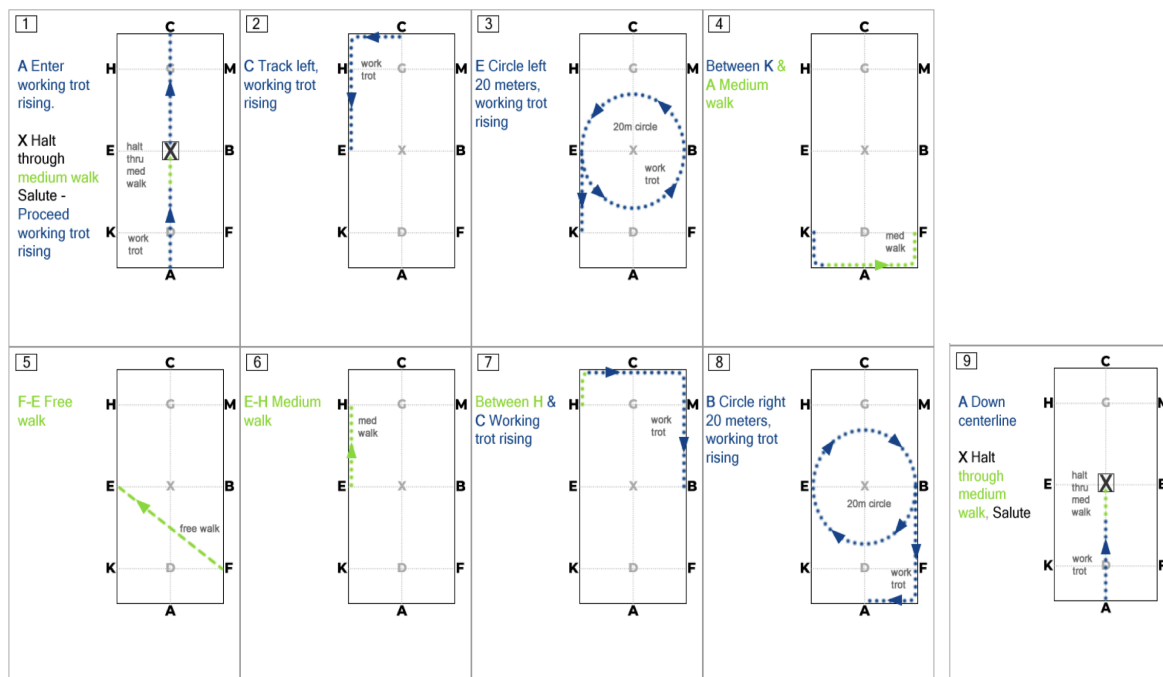 1
A Enter
working trot
rising.
X Halt
through
medium walk
Salute -
Proceed
working trot
rising
C
H
G
M
E
halt
thru
med
walk
X
B
K
work
trot
D
F
A
2
C Track left,
working trot
rising
C
work
trot
H
G
M
E
X
B
K
D
F
A
3
E Circle left
20 meters,
working trot
rising
C
H
G
M
20m circle
E
X
B
work
trot
K
D
F
A
4
Between K &
A Medium
walk
C
H
G
M
E
X
B
K
D
med
walk
F
A
5
F-E Free
walk
C
H
G
M
E
X
B
free walk
K
D
F
A
6
E-H Medium
walk
C
H
med
walk
G
M
E
X
B
K
D
F
A
7
Between H &
C Working
trot rising
C
H
G
M
work
trot
E
X
B
K
D
F
A
8
B Circle right
20 meters,
working trot
rising
C
H
G
M
E
X
B
20m circle
K
D
work
trot
F
A
9
A Down
centerline
X Halt
through
medium
walk, Salute
C
H
G
M
E
halt
thru
med
walk
X
B
K
work
trot
D
F
A